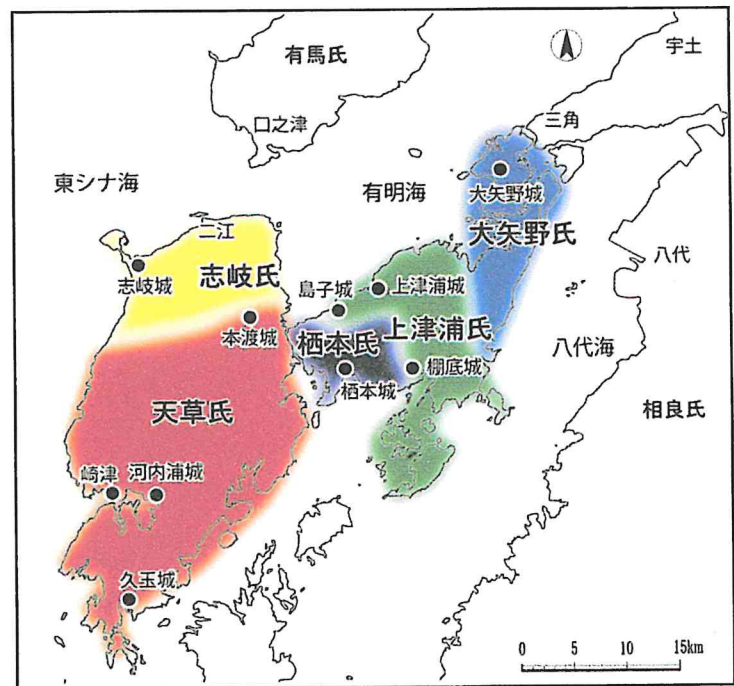 有馬氏
宇土
口之津
三角
東シナ海
有明海
大矢野城
大矢野氏
二江
志岐氏
志岐城
八代
島子城
上津浦城
本渡城
栖本氏
上津浦氏
八代海
栖本城
棚底城
天草氏
相良氏
崎津
河内浦城
久玉城
0 5 10 15km